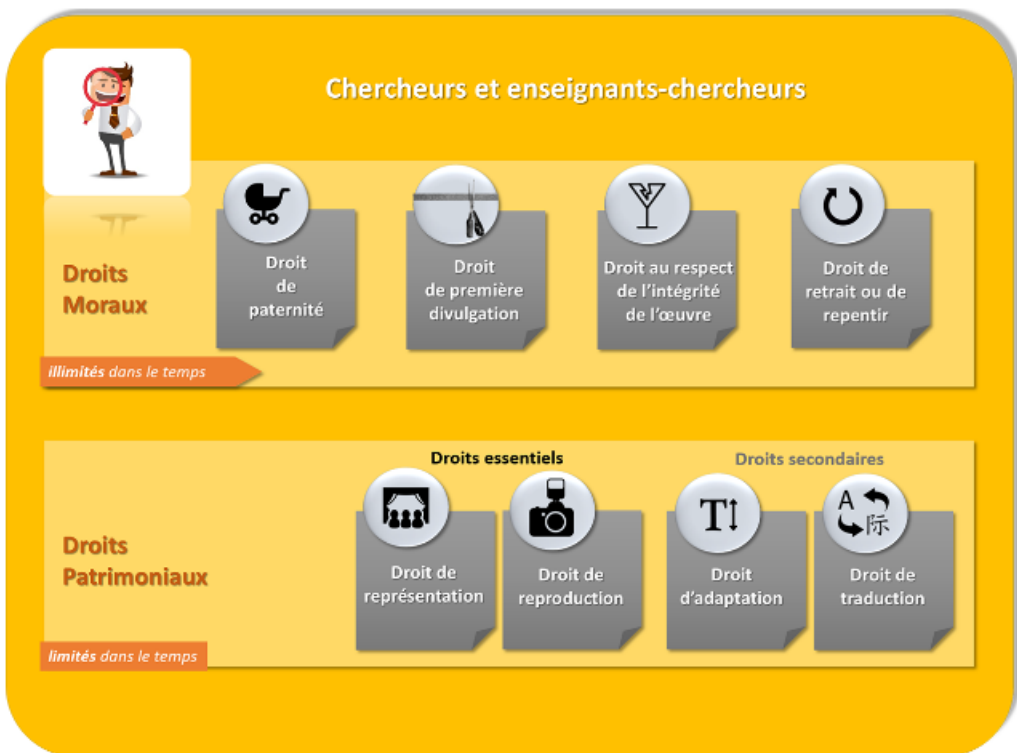 Chercheurs et enseignants-chercheurs
Droits
Moraux
Droit
de
paternité
Droit
de première
divulgation
Droit au respect
de l'intégrité
de l'œuvre
Droit de
retrait ou de
repentir
illimités dans le temps
Droits essentiels
Droits secondaires
Droits
Patrimoniaux
Droit de
représentation
Droit de
reproduction
T
Droit
d'adaptation
A
际
Droit de
traduction
limités dans le temps